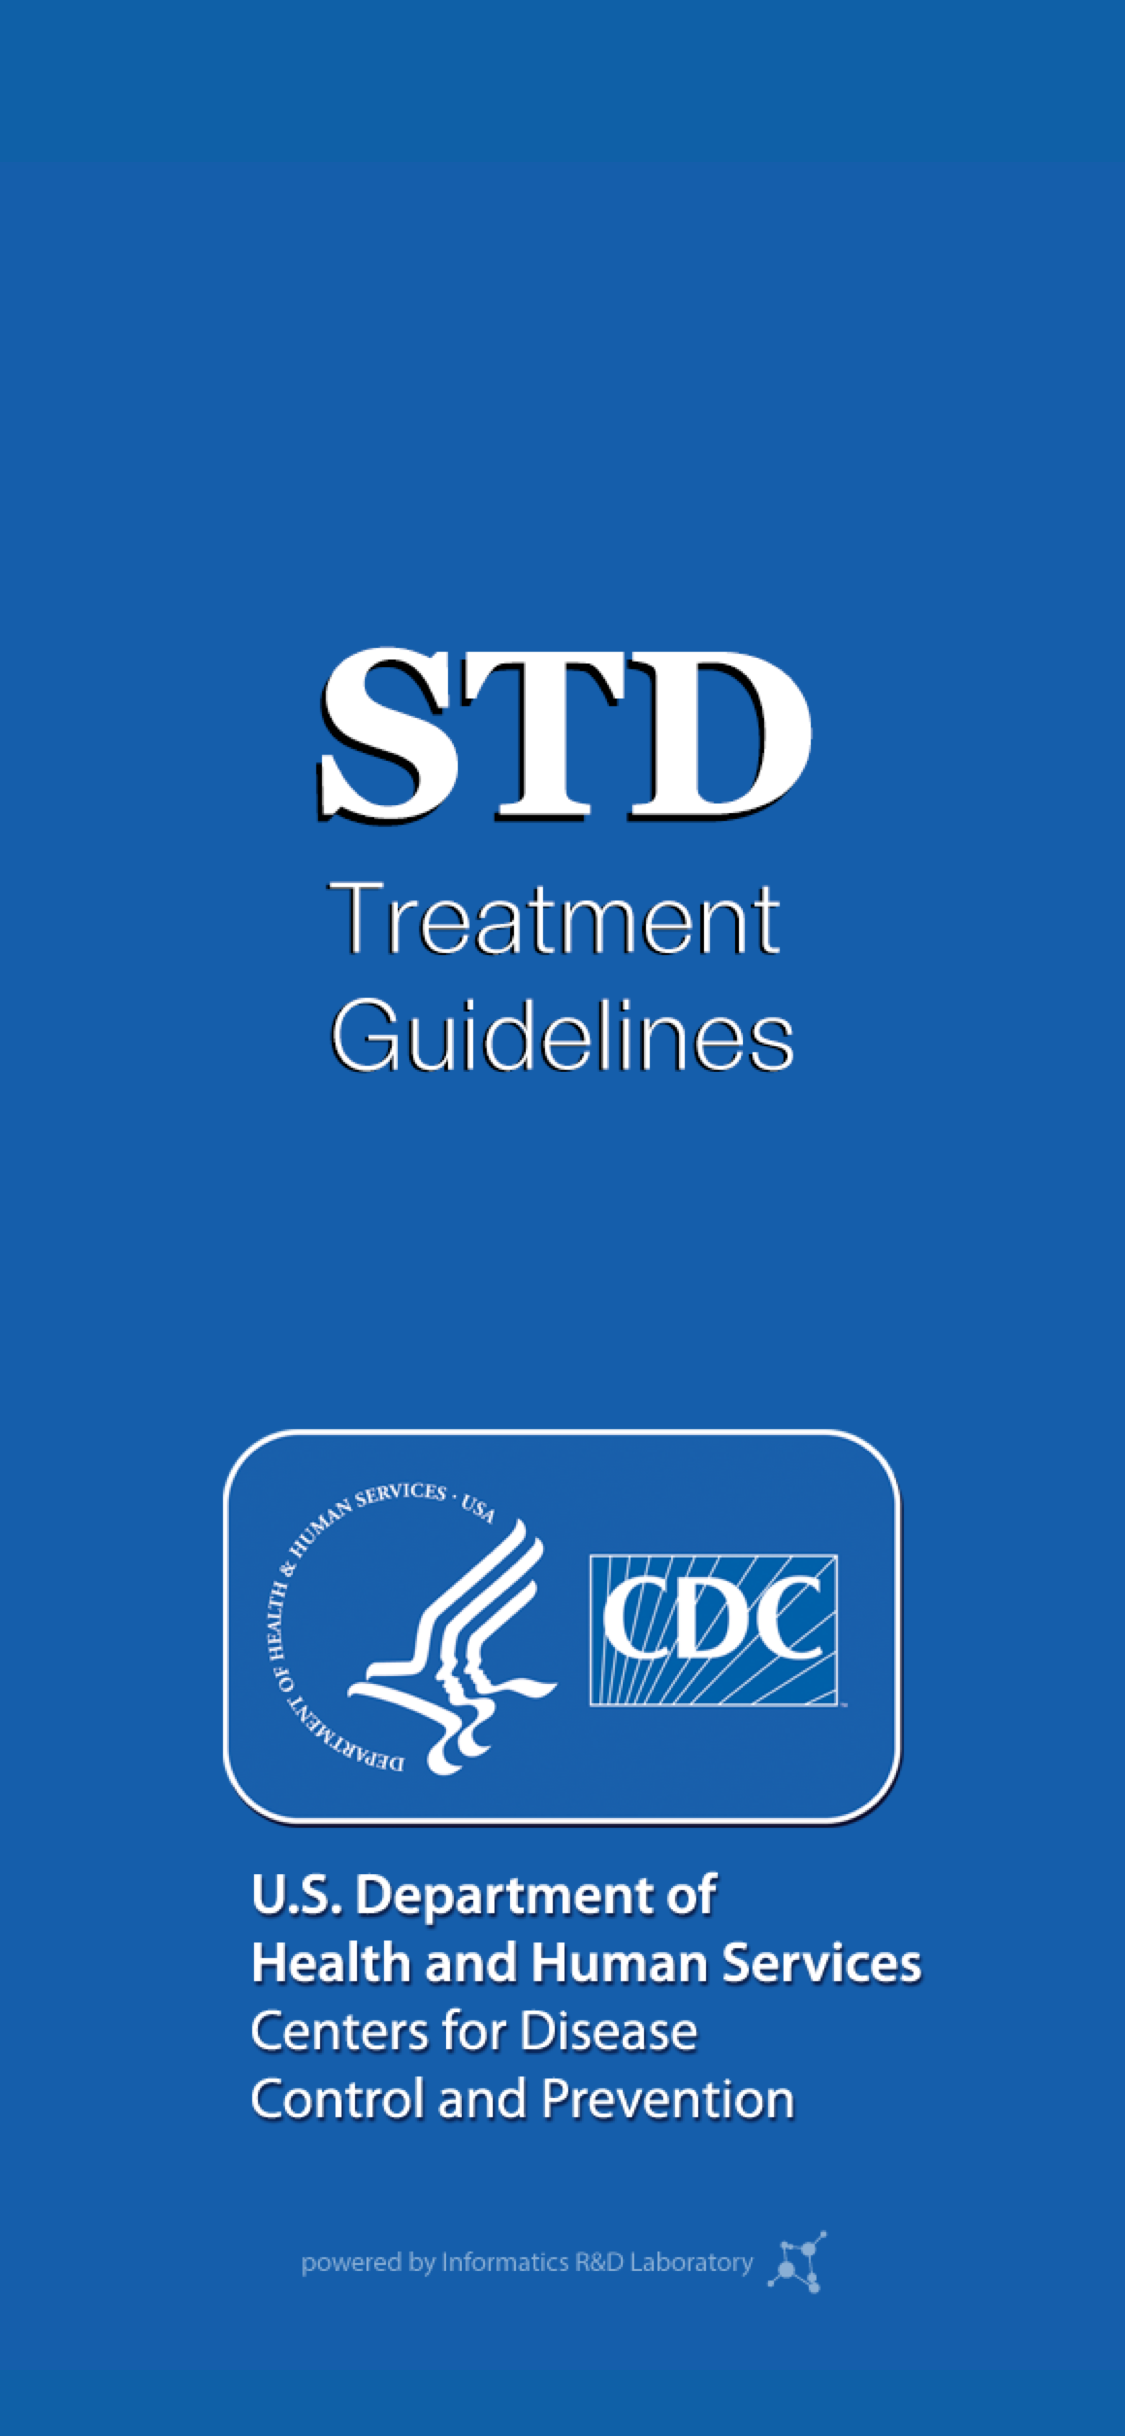 STD
Treatment
Guidelines
DEPARTMENT OF HEALTH & HUMAN SERVICES · USA
CDC
™
U.S. Department of
Health and Human Services
Centers for Disease
Control and Prevention
powered by Informatics R&D Laboratory